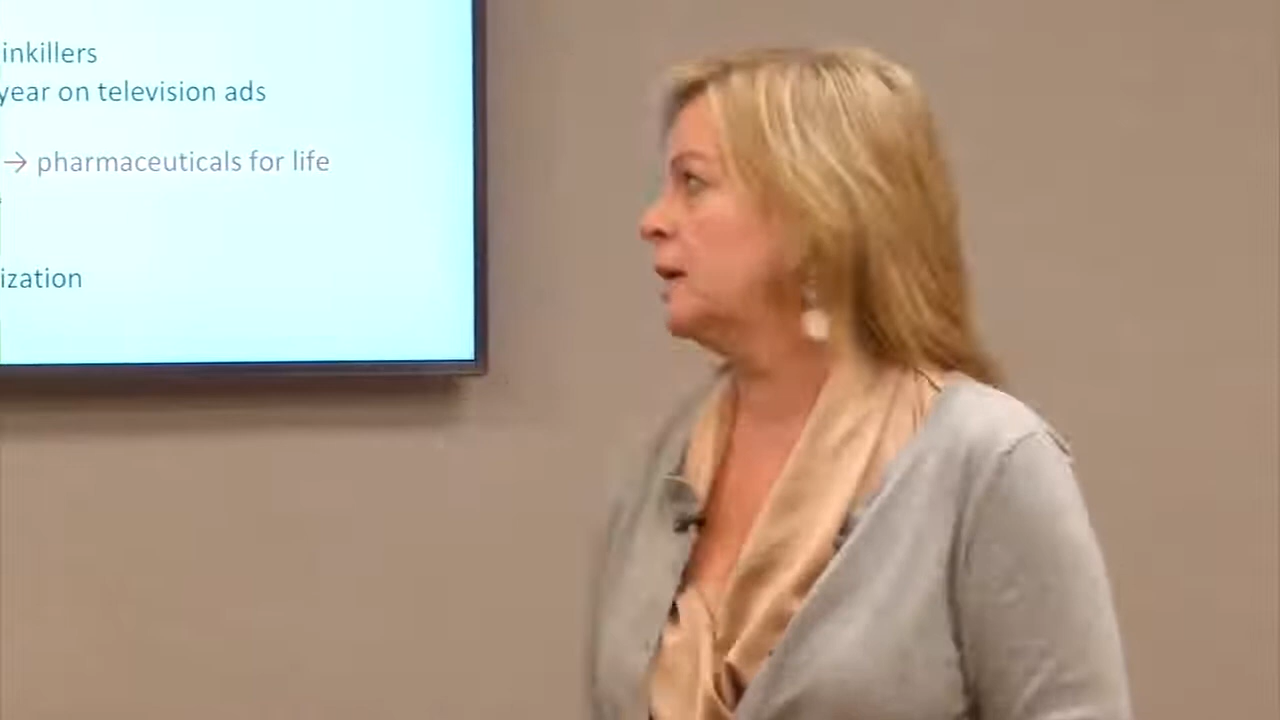 inkillers
year on television ads
→ pharmaceuticals for life
ization